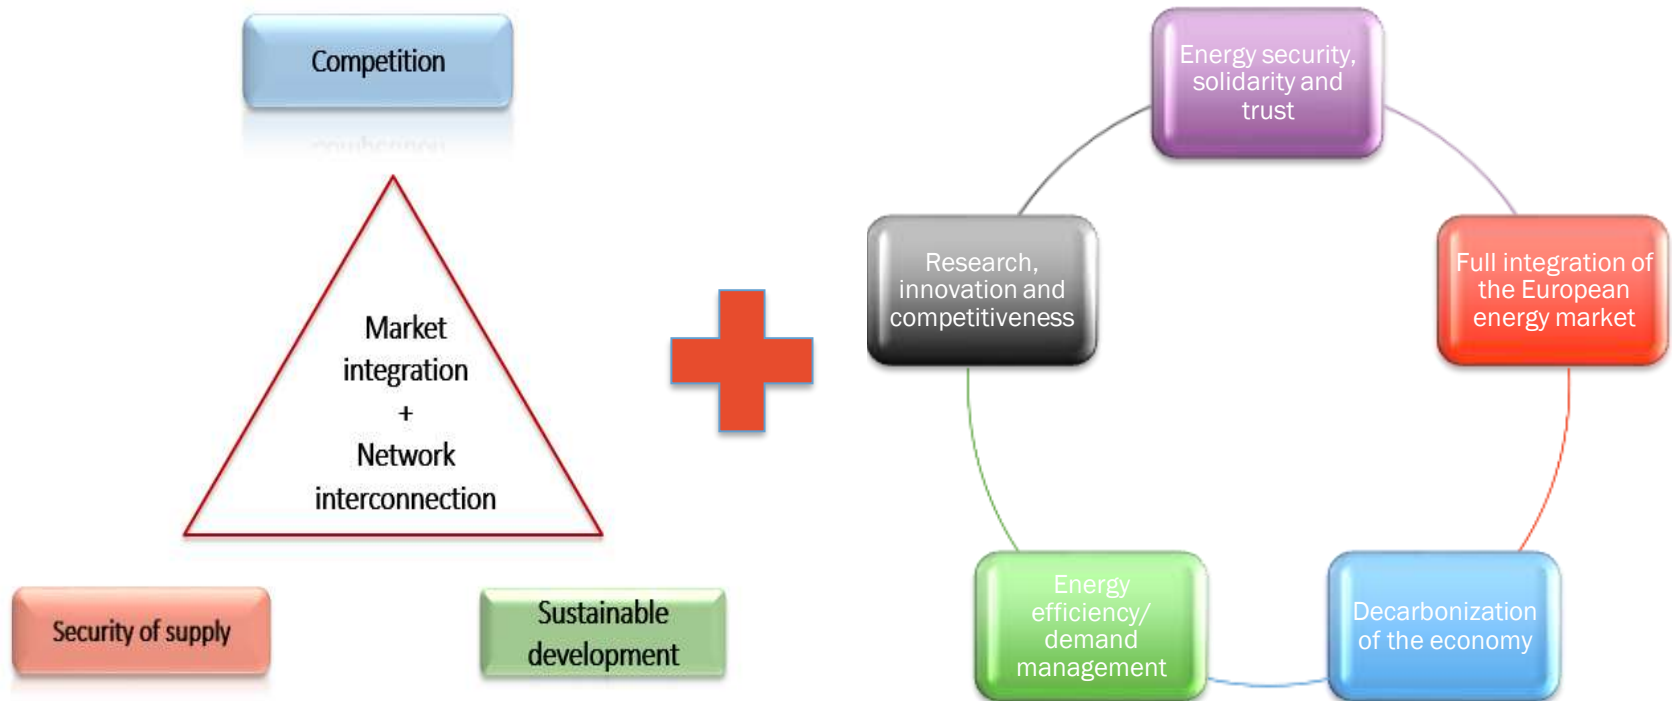 Competition
Market
integration
+
Network
interconnection
Security of supply
Sustainable
development
Energy security,
solidarity and
trust
Research,
innovation and
competitiveness
Full integration of
the European
energy market
Energy
efficiency/
demand
management
Decarbonization
of the economy